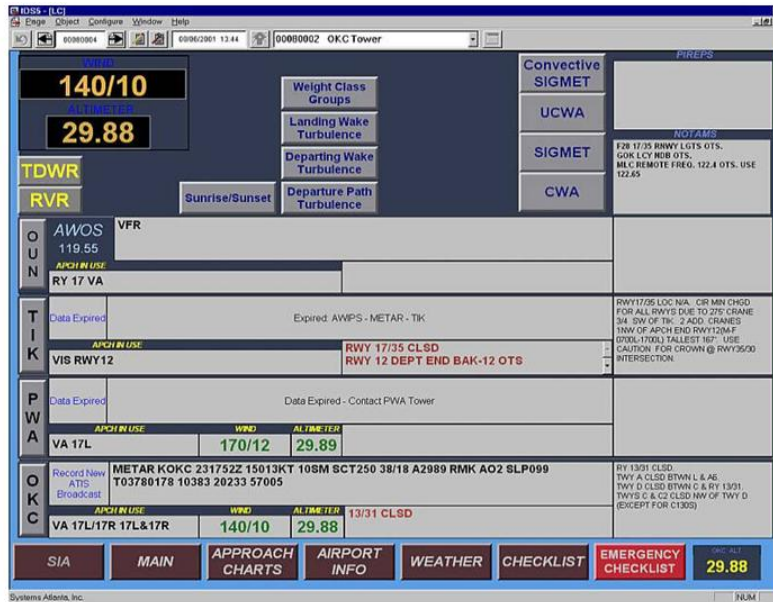 IDS5 - [LC]
Page Object Configure Window Help
00080004 09/06/2001 13:44 00080002 OKC Tower
WIND
140/10
ALTIMETER
29.88
TDWR
RVR
Sunrise/Sunset
Weight Class
Groups
Landing Wake
Turbulence
Departing Wake
Turbulence
Departure Path
Turbulence
Convective
SIGMET
UCWA
SIGMET
CWA
PIREPS
NOTAMS
F28 17/35 RNWY LGTS OTS.
GOK LCY NDB OTS.
MLC REMOTE FREQ. 122.4 OTS. USE
122.65
OUN
AWOS
119.55
VFR
APCH IN USE
RY 17 VA
TIK
Data Expired
Expired: AWIPS - METAR - TIK
APCH IN USE
VIS RWY12
RWY 17/35 CLSD
RWY 12 DEPT END BAK-12 OTS
RWY17/35 LOC N/A. CIR MIN CHGD
FOR ALL RWYS DUE TO 275' CRANE
3/4 SW OF TIK. 2 ADD. CRANES
1NW OF APCH END RWY12(M-F
0700L-1700L) TALLEST 167'. USE
CAUTION FOR CROWN @ RWY35/30
INTERSECTION.
PWA
Data Expired
Data Expired - Contact PWA Tower
APCH IN USE WIND ALTIMETER
VA 17L 170/12 29.89
OKC
Record New
ATIS
Broadcast
METAR KOKC 231752Z 15013KT 10SM SCT250 38/18 A2989 RMK AO2 SLP099
T03780178 10383 20233 57005
APCH IN USE WIND ALTIMETER
VA 17L/17R 17L&17R 140/10 29.88
13/31 CLSD
RY 13/31 CLSD.
TWY A CLSD BTWN L & A6.
TWY D CLSD BTWN C & RY 13/31.
TWYS C & C2 CLSD NW OF TWY D
(EXCEPT FOR C130S)
SIA
MAIN
APPROACH
CHARTS
AIRPORT
INFO
WEATHER
CHECKLIST
EMERGENCY
CHECKLIST
OKC ALT
29.88
Systems Atlanta, Inc.
NUM